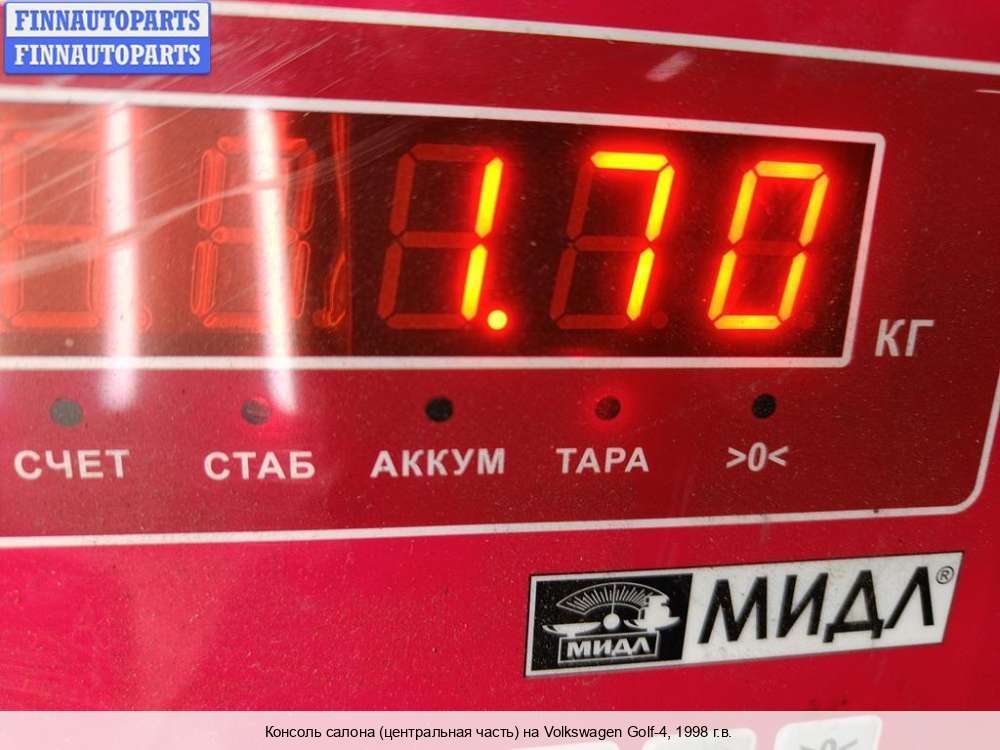 FINNAUTOPARTS
FINNAUTOPARTS
1.70
КГ
СЧЕТ СТАБ АККУМ ТАРА >0<
МИДЛ МИДЛ®
Консоль салона (центральная часть) на Volkswagen Golf-4, 1998 г.в.